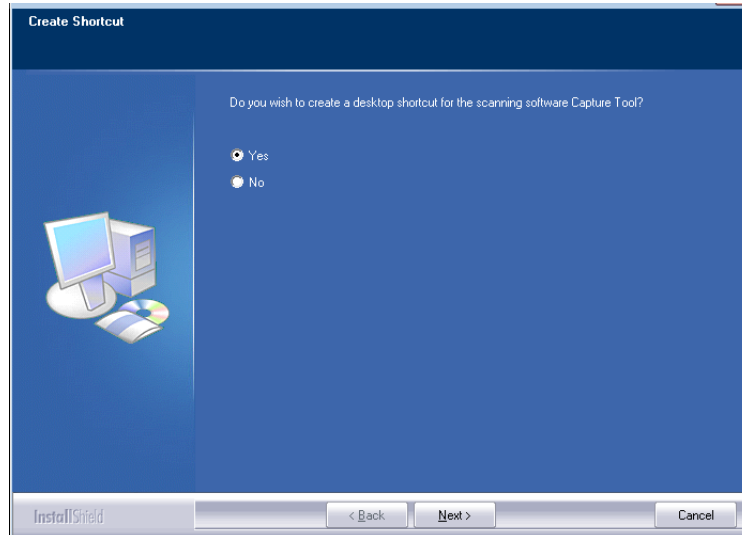 Create Shortcut
Do you wish to create a desktop shortcut for the scanning software Capture Tool?
Yes
No
InstallShield
< Back
Next >
Cancel